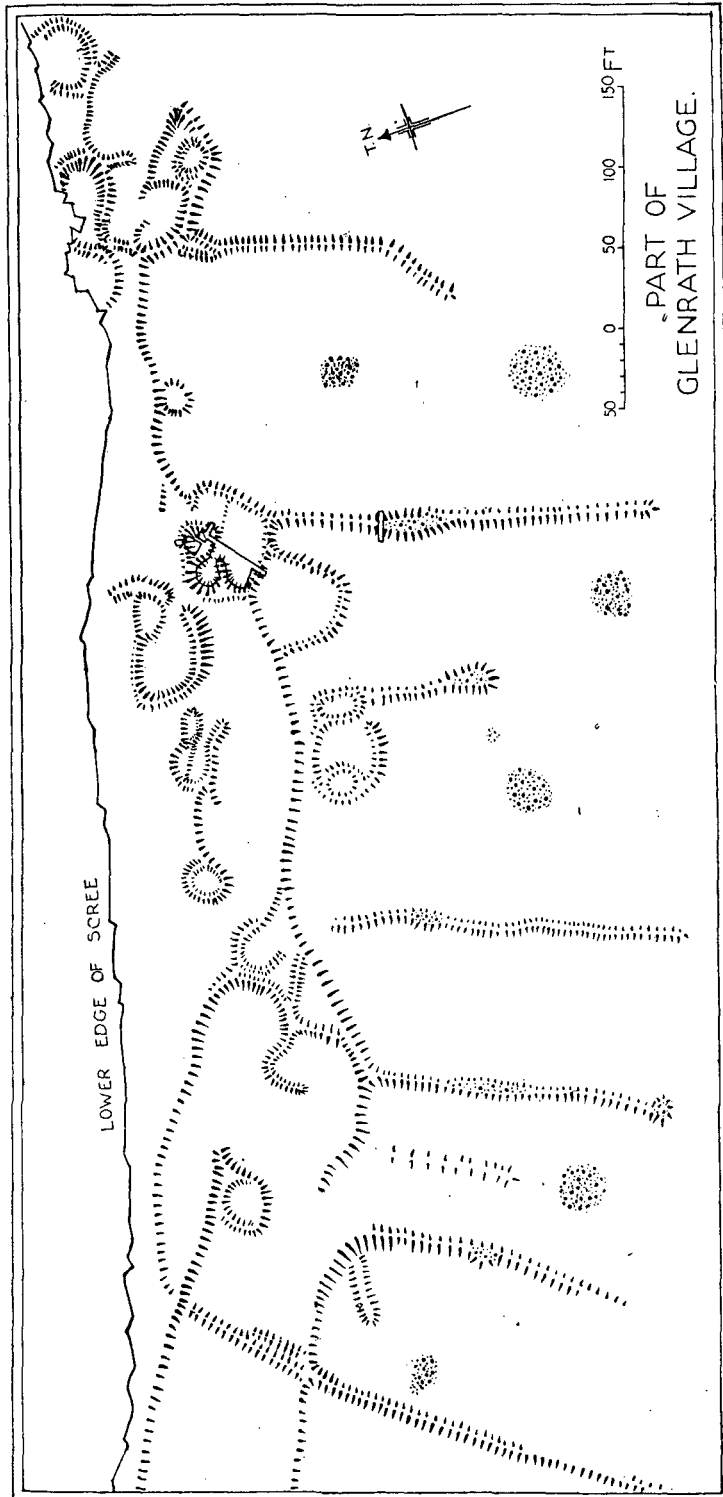 LOWER EDGE OF SCREE
T.N.
50 0 50 100 150 FT
PART OF
GLENRATH VILLAGE.